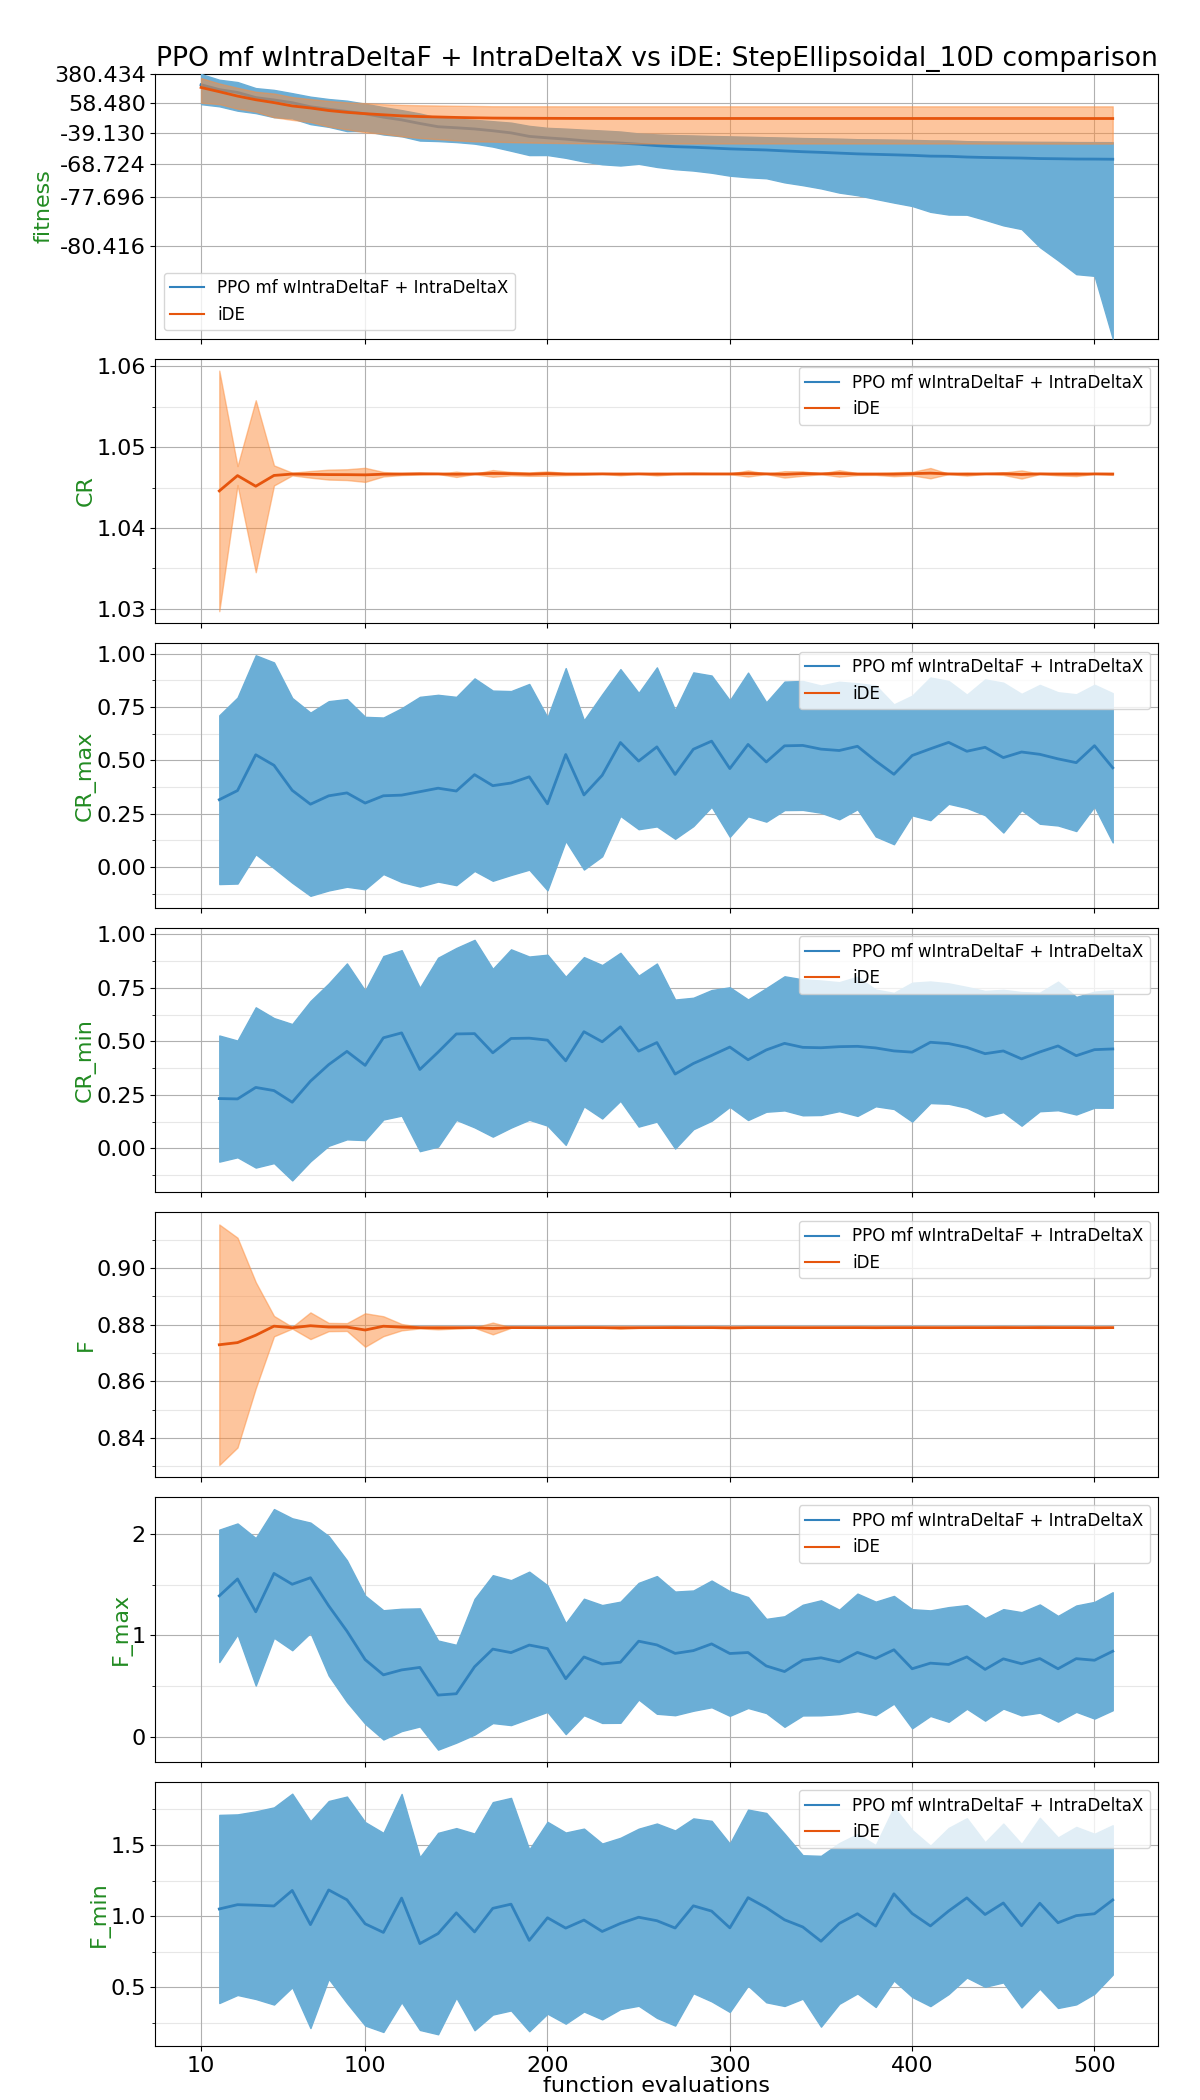 PPO mf wIntraDeltaF + IntraDeltaX vs iDE: StepEllipsoidal_10D comparison
380.434
58.480
-39.130
-68.724
-77.696
-80.416
fitness
PPO mf wIntraDeltaF + IntraDeltaX
iDE
1.06
1.05
1.04
1.03
CR
PPO mf wIntraDeltaF + IntraDeltaX
iDE
1.00
0.75
0.50
0.25
0.00
CR_max
PPO mf wIntraDeltaF + IntraDeltaX
iDE
1.00
0.75
0.50
0.25
0.00
CR_min
PPO mf wIntraDeltaF + IntraDeltaX
iDE
0.90
0.88
0.86
0.84
F
PPO mf wIntraDeltaF + IntraDeltaX
iDE
2
1
0
F_max
PPO mf wIntraDeltaF + IntraDeltaX
iDE
1.5
1.0
0.5
F_min
PPO mf wIntraDeltaF + IntraDeltaX
iDE
10 100 200 300 400 500
function evaluations